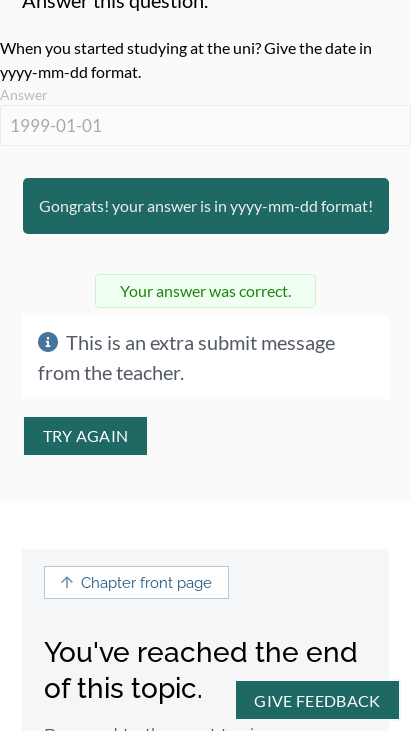 Answer this question.
When you started studying at the uni? Give the date in
yyyy-mm-dd format.
Answer
1999-01-01
Gongrats! your answer is in yyyy-mm-dd format!
Your answer was correct.
This is an extra submit message
from the teacher.
TRY AGAIN
Chapter front page
You've reached the end
of this topic.
GIVE FEEDBACK